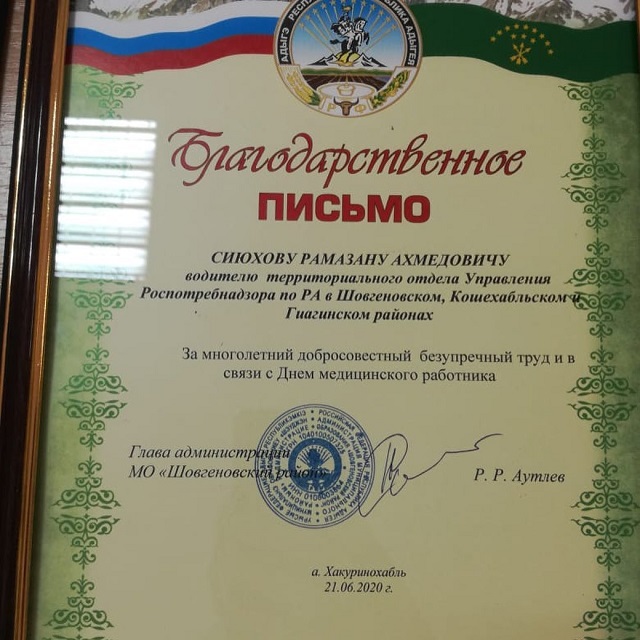 Благодарственное
ПИСЬМО
СИЮХОВУ РАМАЗАНУ АХМЕДОВИЧУ
водителю территориального отдела Управления
Роспотребнадзора по РА в Шовгеновском, Кошехабльском и
Гиагинском районах
За многолетний добросовестный безупречный труд и в
связи с Днем медицинского работника
Глава администрации
МО «Шовгеновский район»
Р. Р. Аутлев
а. Хакуринохабль
21.06.2020 г.